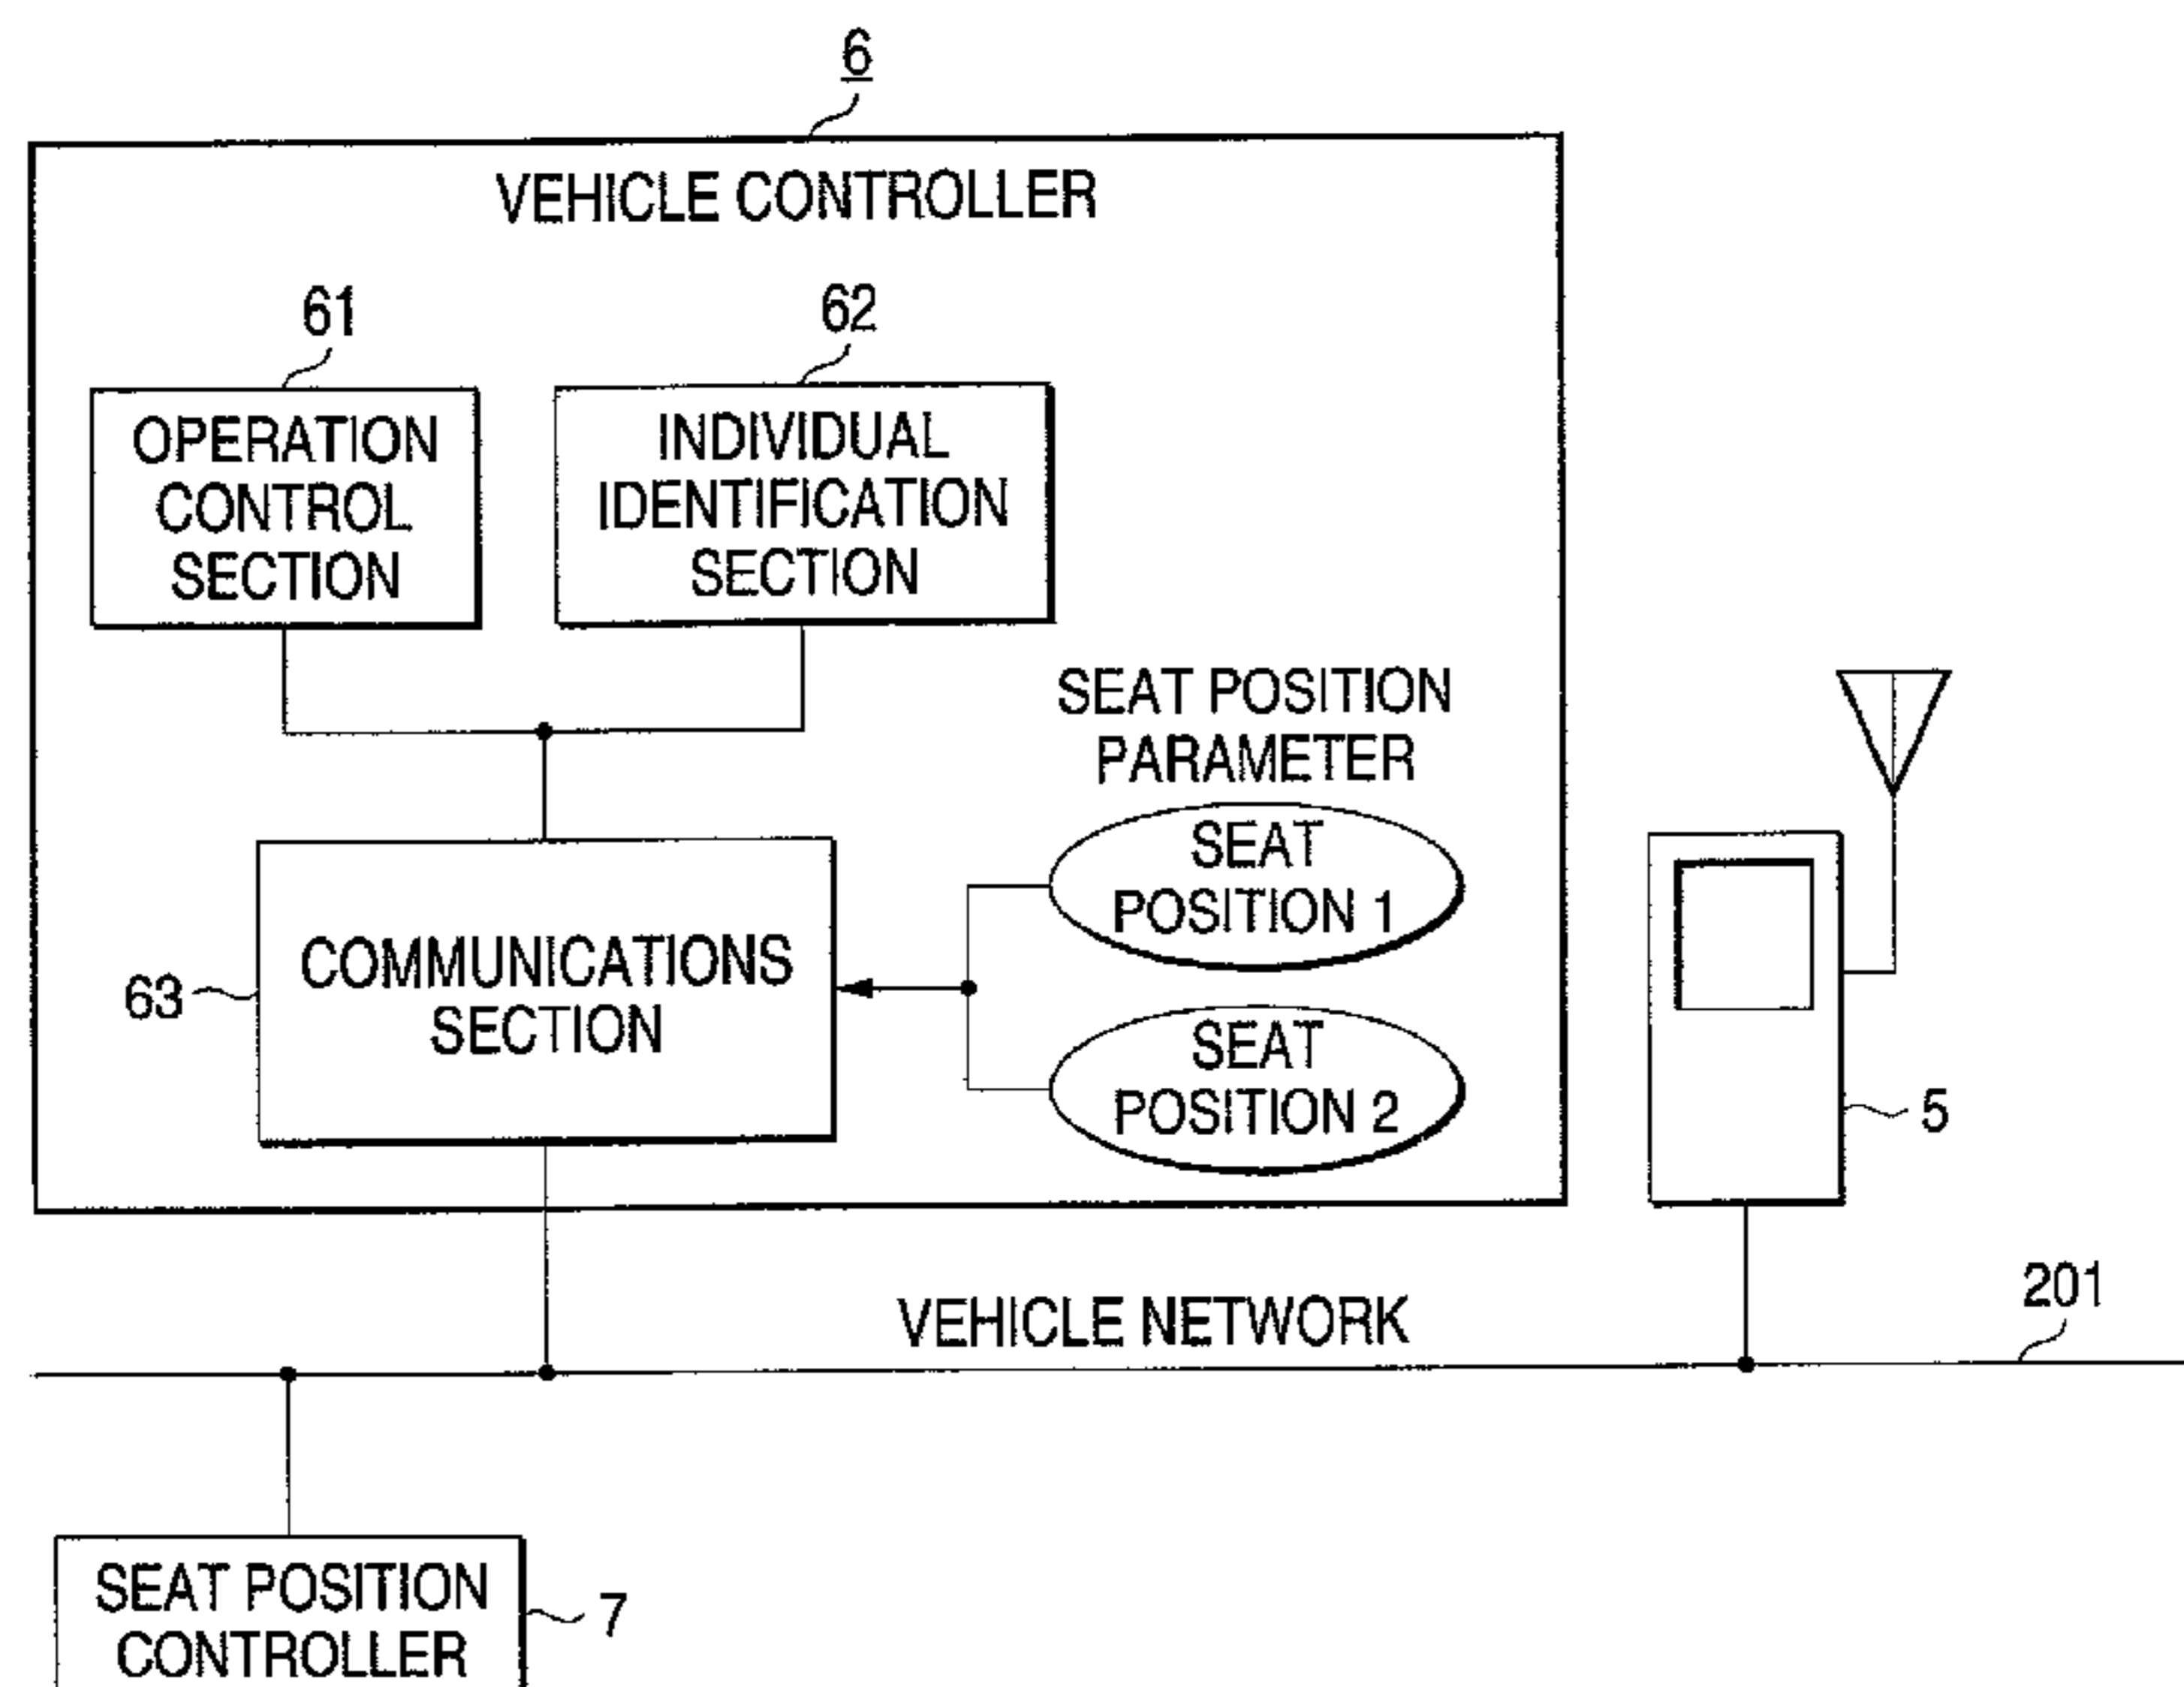 6
VEHICLE CONTROLLER
61
62
OPERATION
CONTROL
SECTION
INDIVIDUAL
IDENTIFICATION
SECTION
SEAT POSITION
PARAMETER
SEAT
POSITION 1
63
COMMUNICATIONS
SECTION
SEAT
POSITION 2
5
201
VEHICLE NETWORK
SEAT POSITION
CONTROLLER
7